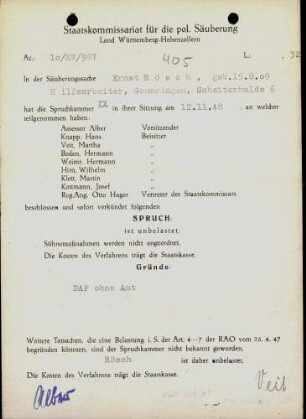 Staatskommissariat für die pol. Säuberung
Land Württemberg-Hohenzollern
Az: 10/XII/967
405
In der Säuberungssache Ernst Rösch, geb.15.8.09
Hilfsarbeiter, Gomaringen, Schelterhalde 6
hat die Spruchkammer IX in ihrer Sitzung am 12.11.48 an welcher
teilgenommen haben:
Assessor Alber Vorsitzender
Knapp, Hans Beisitzer
Veit, Martha "
Boden, Hermann "
Weimr, Hermann "
Hirn, Wilhelm "
Klett, Martin "
Kotzmann, Josef "
Reg.Ang. Otto Hager Vertreter des Staatskommissars
beschlossen und sofort verkündet folgenden
SPRUCH:
ist unbelastet.
Sühnemaßnahmen werden nicht angeordnet.
Die Kosten des Verfahrens trägt die Staatskasse.
Gründe:
DAF ohne Amt
Weitere Tatsachen, die eine Belastung i. S. der Art. 4—7 der RAO vom 25. 4. 47
begründen könnten, sind der Spruchkammer nicht bekannt geworden.
Rösch ist daher unbelastet.
Die Kosten des Verfahrens trägt die Staatskasse.
Alber
Veit